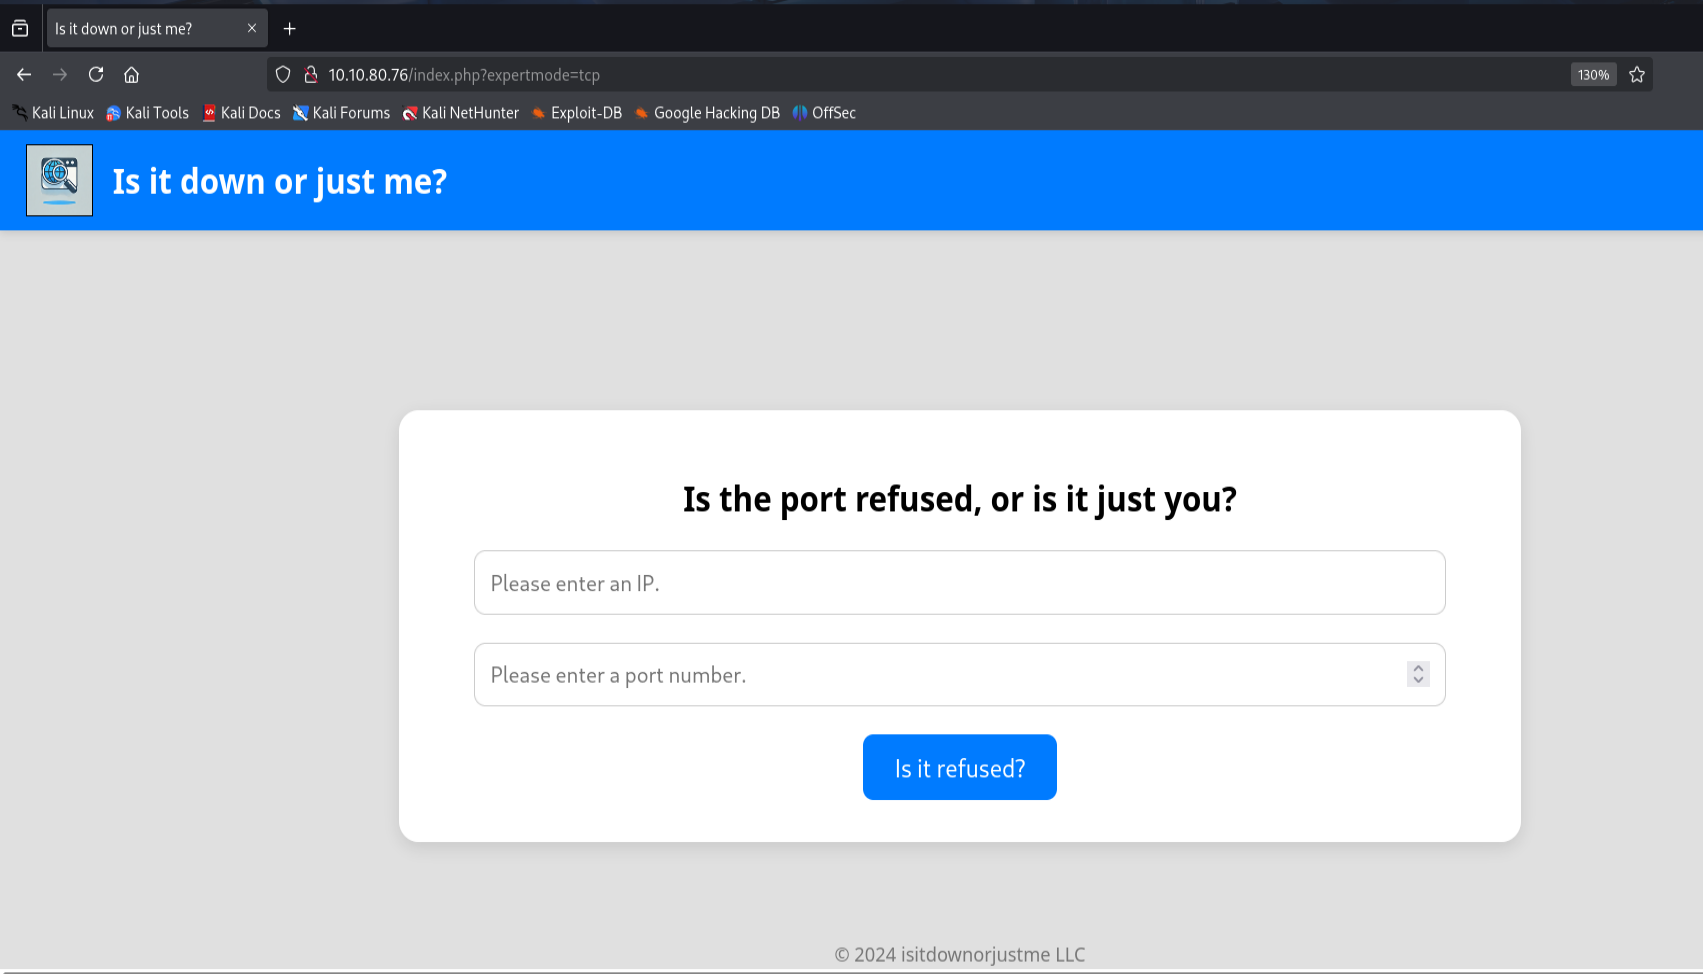 Is it down or just me?
10.10.80.76/index.php?expertmode=tcp
130%
Kali Linux Kali Tools Kali Docs Kali Forums Kali NetHunter Exploit-DB Google Hacking DB OffSec
Is it down or just me?
Is the port refused, or is it just you?
Please enter an IP.
Please enter a port number.
Is it refused?
© 2024 isitdownorjustme LLC